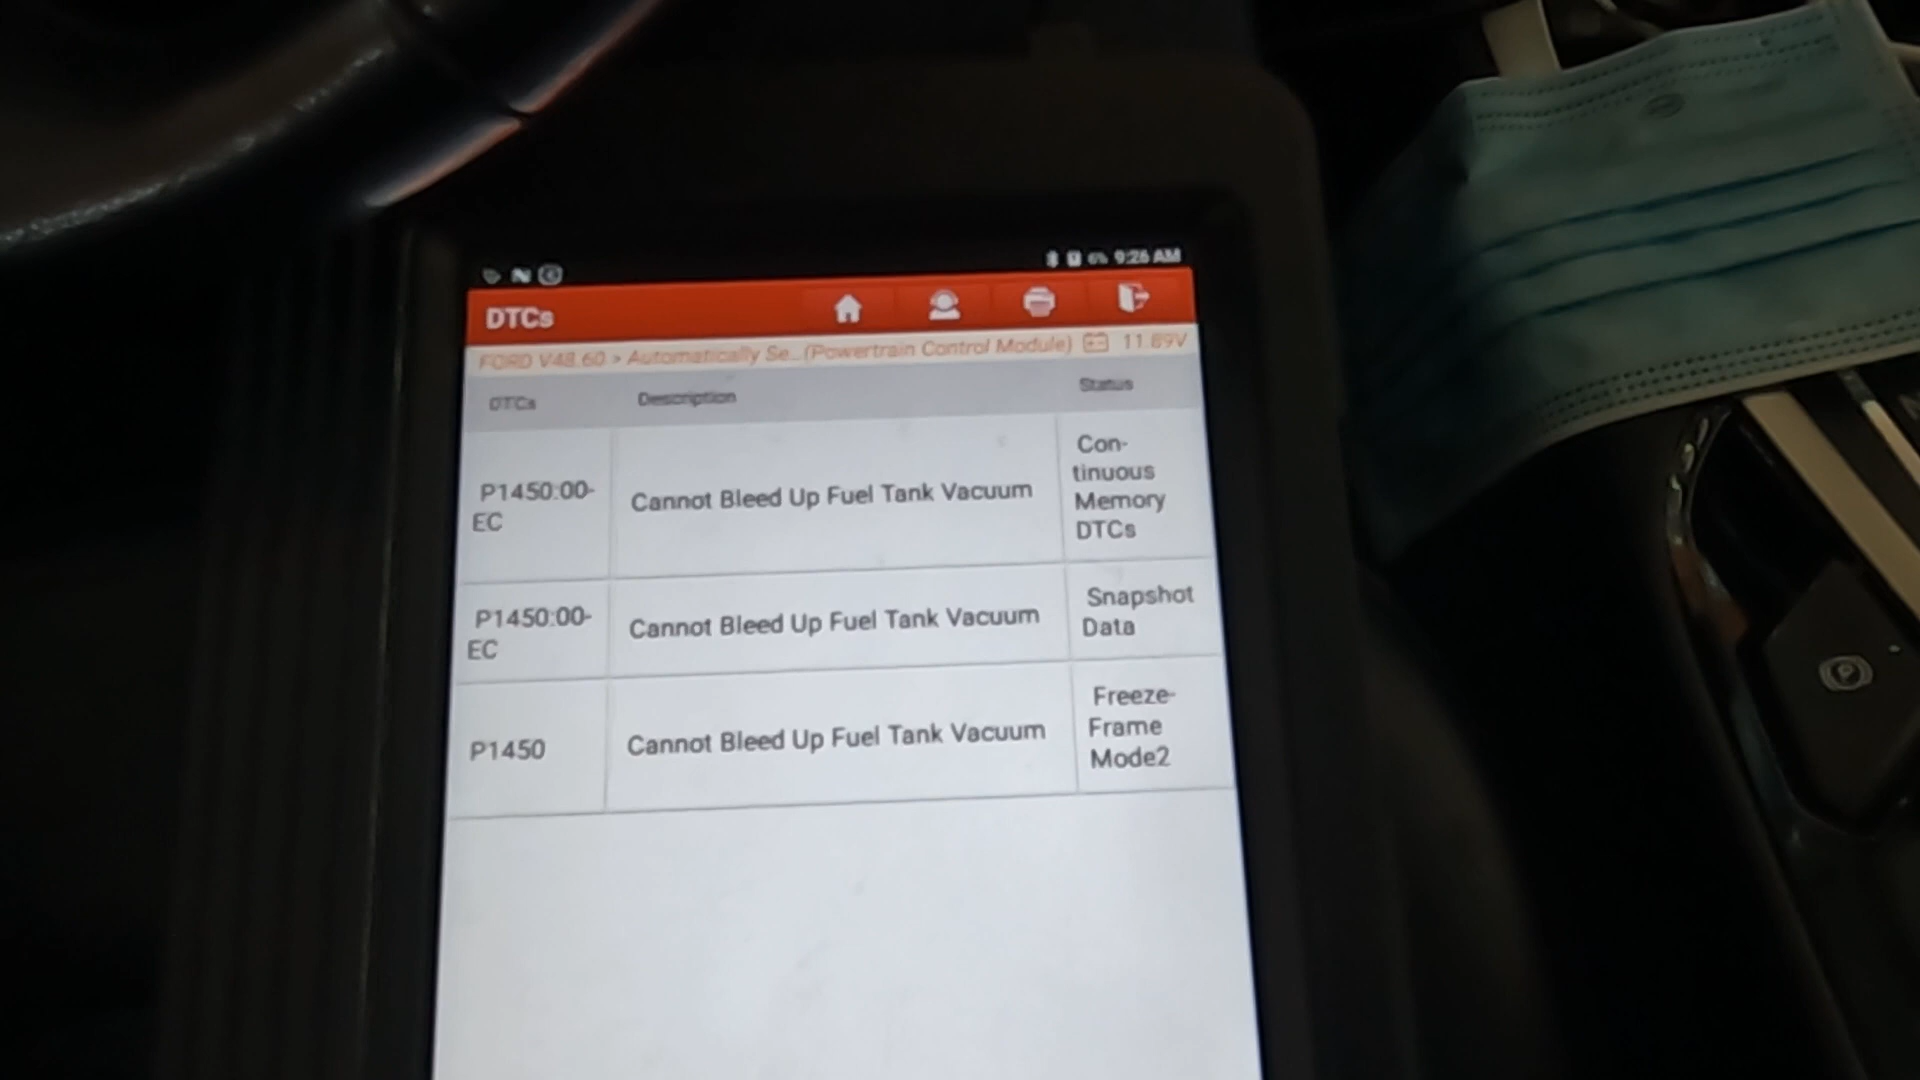 6% 9:26 AM
DTCs
FORD V48.60 > Automatically Se...(Powertrain Control Module) 11.89V
DTCs Description Status
P1450:00-
EC
Cannot Bleed Up Fuel Tank Vacuum
Con-
tinuous
Memory
DTCs
P1450:00-
EC
Cannot Bleed Up Fuel Tank Vacuum
Snapshot
Data
P1450
Cannot Bleed Up Fuel Tank Vacuum
Freeze-
Frame
Mode2
P